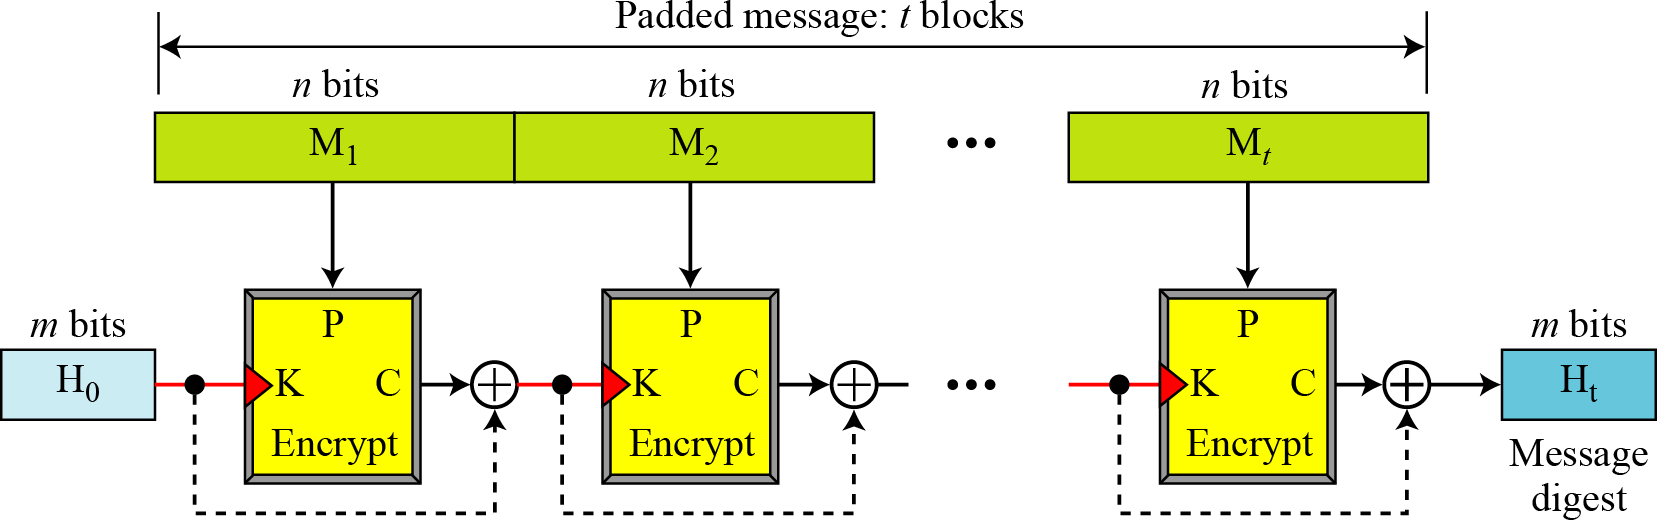 Padded message: t blocks
n bits n bits n bits
M1 M2 ••• Mt
m bits P P P m bits
H0 K C K C ••• K C Ht
Encrypt Encrypt Encrypt Message
digest